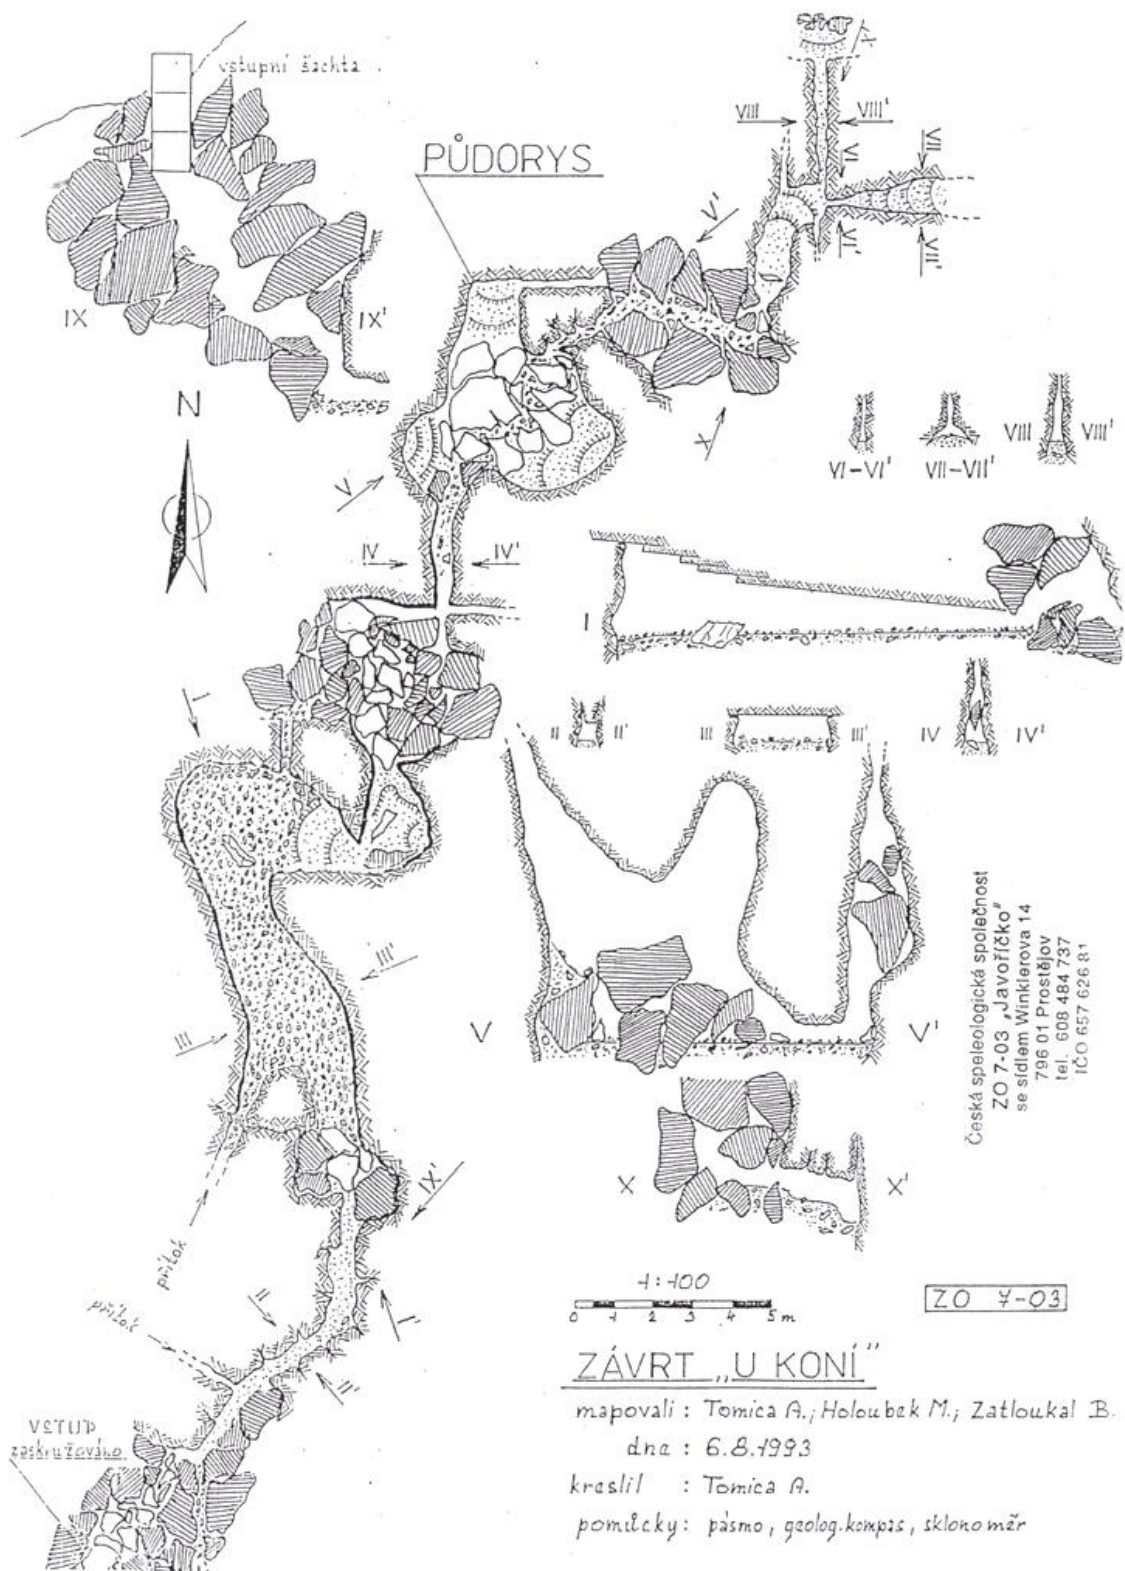 vstupní šachta
PŮDORYS
X'
VIII VIII'
VI VII
V'
VI' VII'
IX IX'
N
X
V
VI-VI' VII-VII' VIII VIII'
IV IV'
I
I
II II' III III' IV IV'
III'
III
V V'
Česká speleologická společnost
ZO 7-03 „Javoříčko"
se sídlem Winklerova 14
796 01 Prostějov
tel. 608 484 737
IČO 657 626 81
X X'
IX'
přítok
přítok
II
I'
II'
1:100
0 1 2 3 4 5 m
ZO 7-03
ZÁVRT „U KONÍ"
mapovali : Tomica A.; Holoubek M.; Zatloukal B.
dne : 6.8.1993
kreslil : Tomica A.
pomůcky : pásmo, geolog.kompas, sklonoměr
VSTUP
zaskružováno